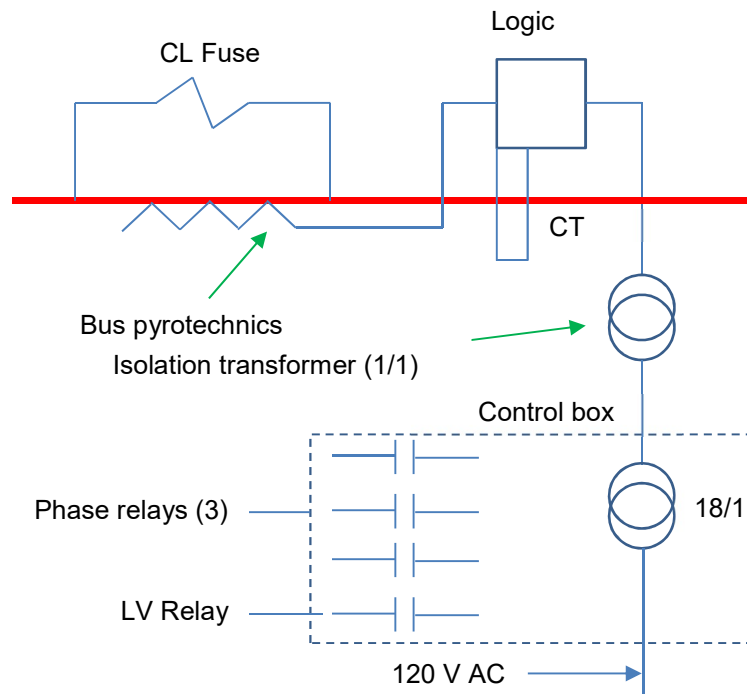 Logic
CL Fuse
CT
Bus pyrotechnics
Isolation transformer (1/1)
Control box
Phase relays (3)
18/1
LV Relay
120 V AC